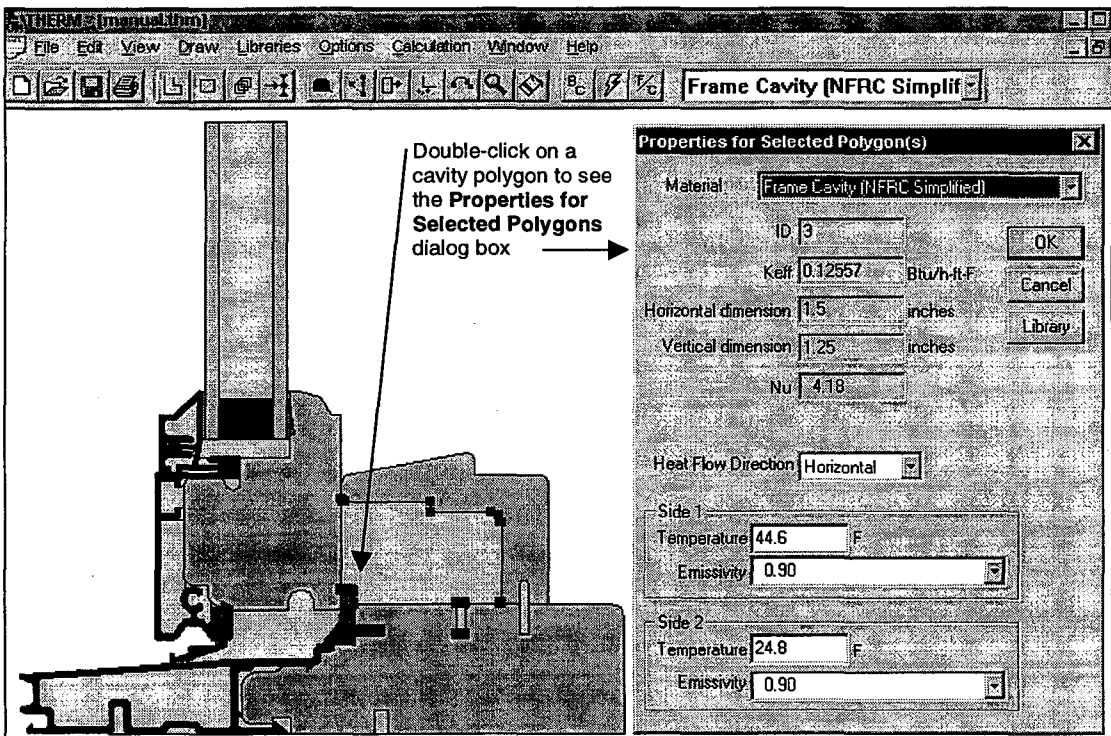 THERM - [manual.thm]
File Edit View Draw Libraries Options Calculation Window Help
Frame Cavity (NFRC Simplif
Double-click on a
cavity polygon to see
the Properties for
Selected Polygons
dialog box
Properties for Selected Polygon(s)
Material Frame Cavity (NFRC Simplified)
ID 3
Keff 0.12557 Btu/h-ft-F
Horizontal dimension 1.5 inches
Vertical dimension 1.25 inches
Nu 4.18
OK
Cancel
Library
Heat Flow Direction Horizontal
Side 1
Temperature 44.6 F
Emissivity 0.90
Side 2
Temperature 24.8 F
Emissivity 0.90